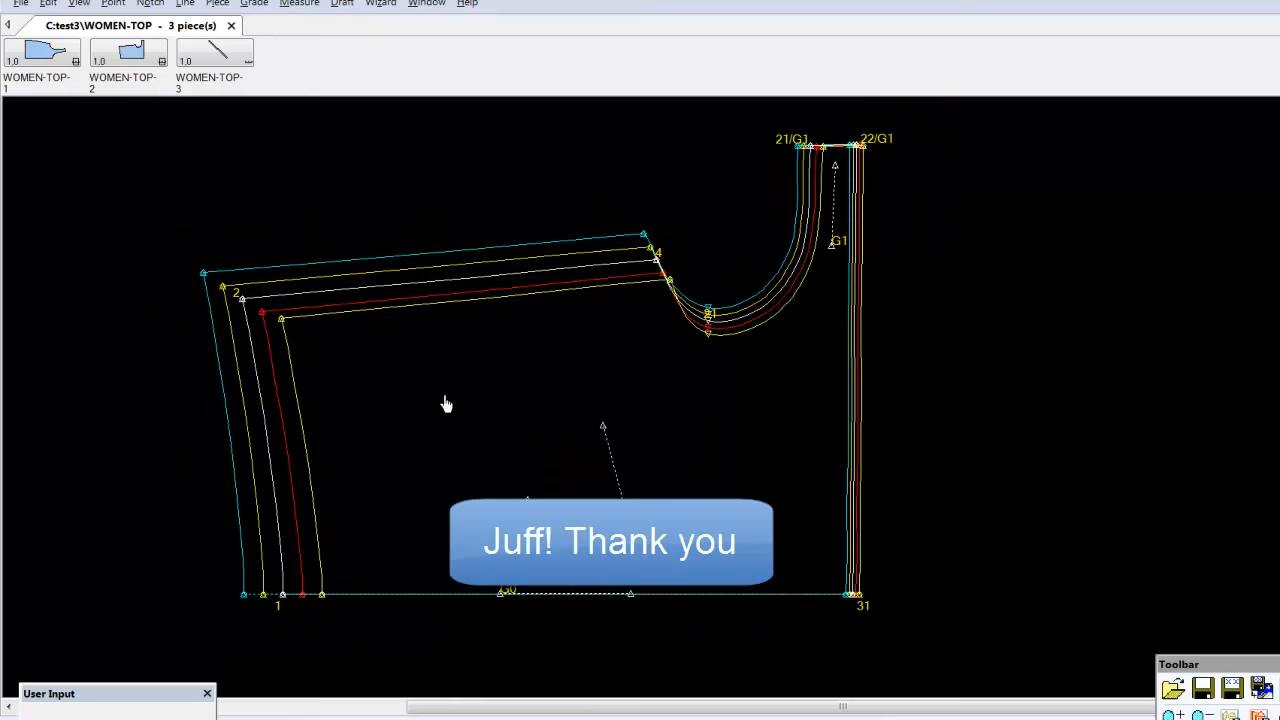 File Edit View Point Notch Line Piece Grade Measure Draft Wizard Window Help
C:test3\WOMEN-TOP - 3 piece(s)
1.0 1.0 1.0
WOMEN-TOP-1
WOMEN-TOP-2
WOMEN-TOP-3
21/G1 22/G1
G1
4
2
Juff! Thank you
G0
1 31
Toolbar
User Input